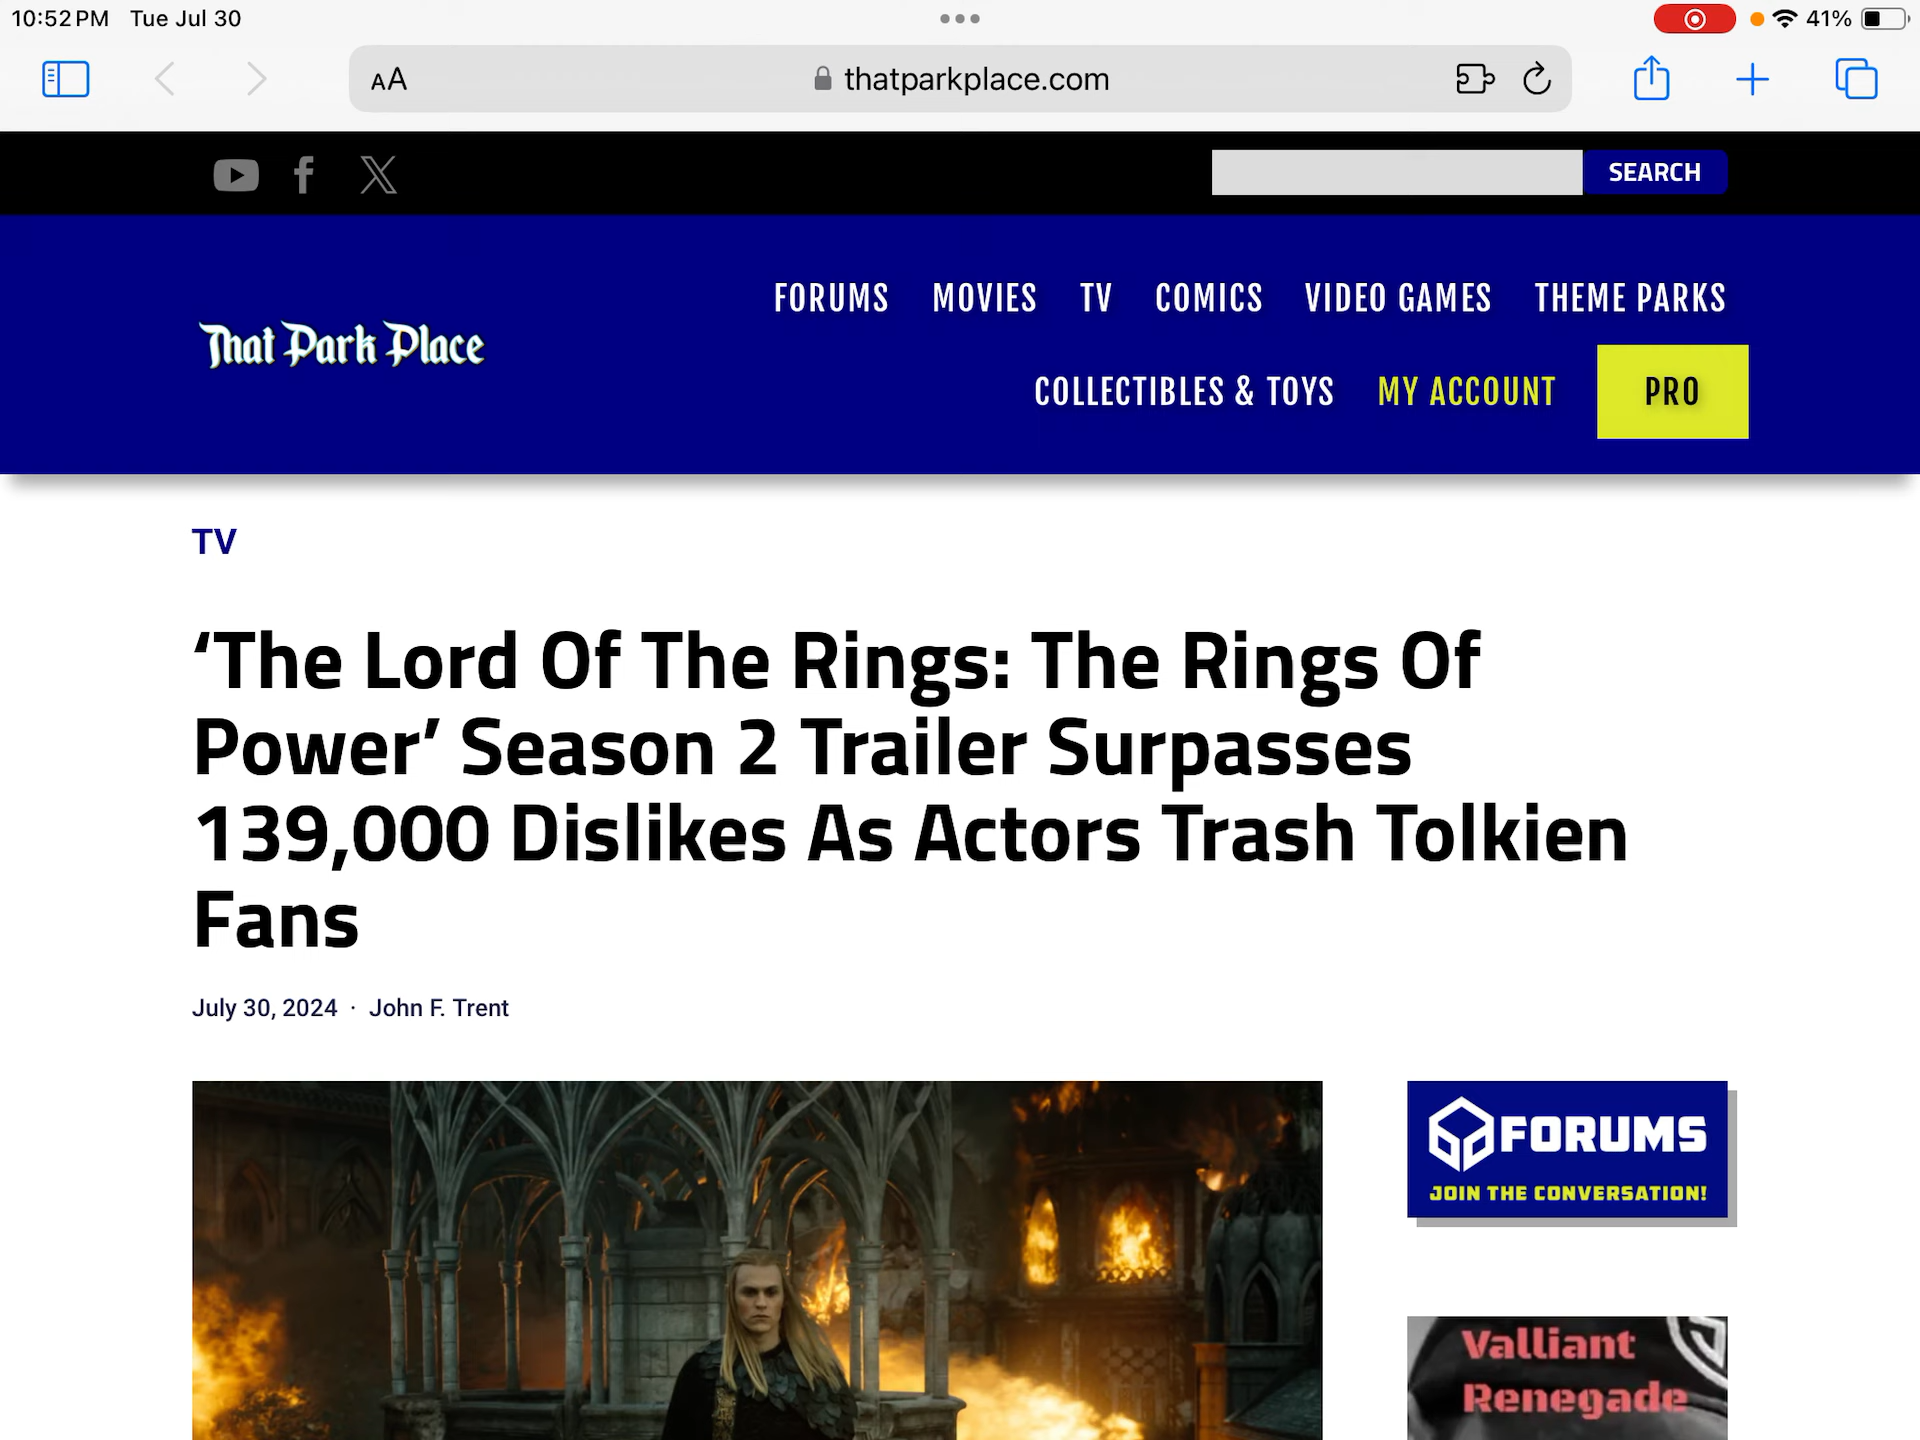 10:52 PM Tue Jul 30
41%
AA
thatparkplace.com
SEARCH
That Park Place
FORUMS MOVIES TV COMICS VIDEO GAMES THEME PARKS
COLLECTIBLES & TOYS MY ACCOUNT PRO
TV
‘The Lord Of The Rings: The Rings Of
Power’ Season 2 Trailer Surpasses
139,000 Dislikes As Actors Trash Tolkien
Fans
July 30, 2024 · John F. Trent
FORUMS
JOIN THE CONVERSATION!
Valliant
Renegade